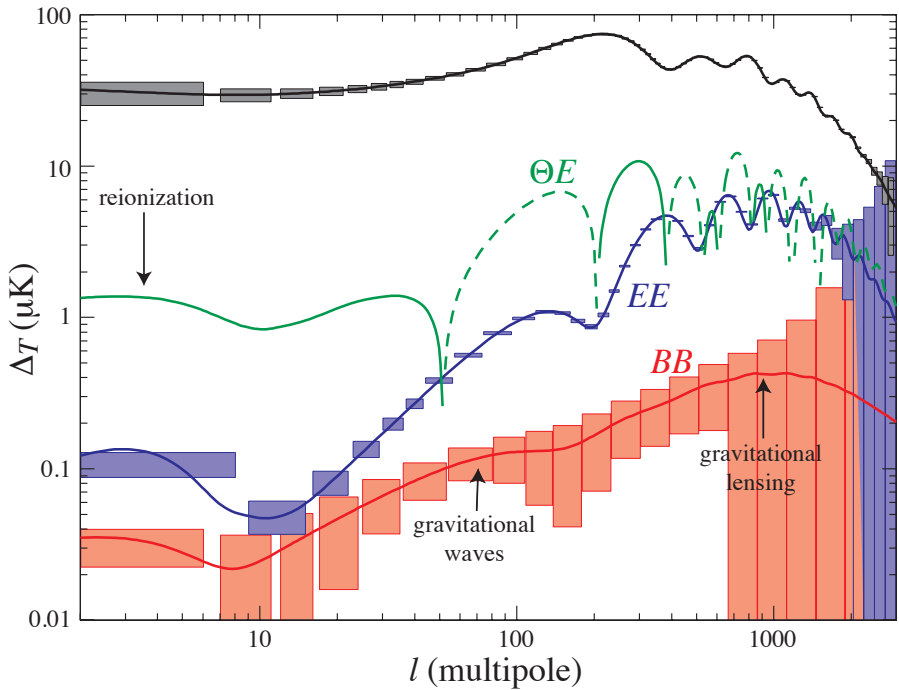 100
10
1
0.1
0.01
Δ_T (μK)
reionization
ΘE
EE
BB
gravitational
waves
gravitational
lensing
10 100 1000
l (multipole)